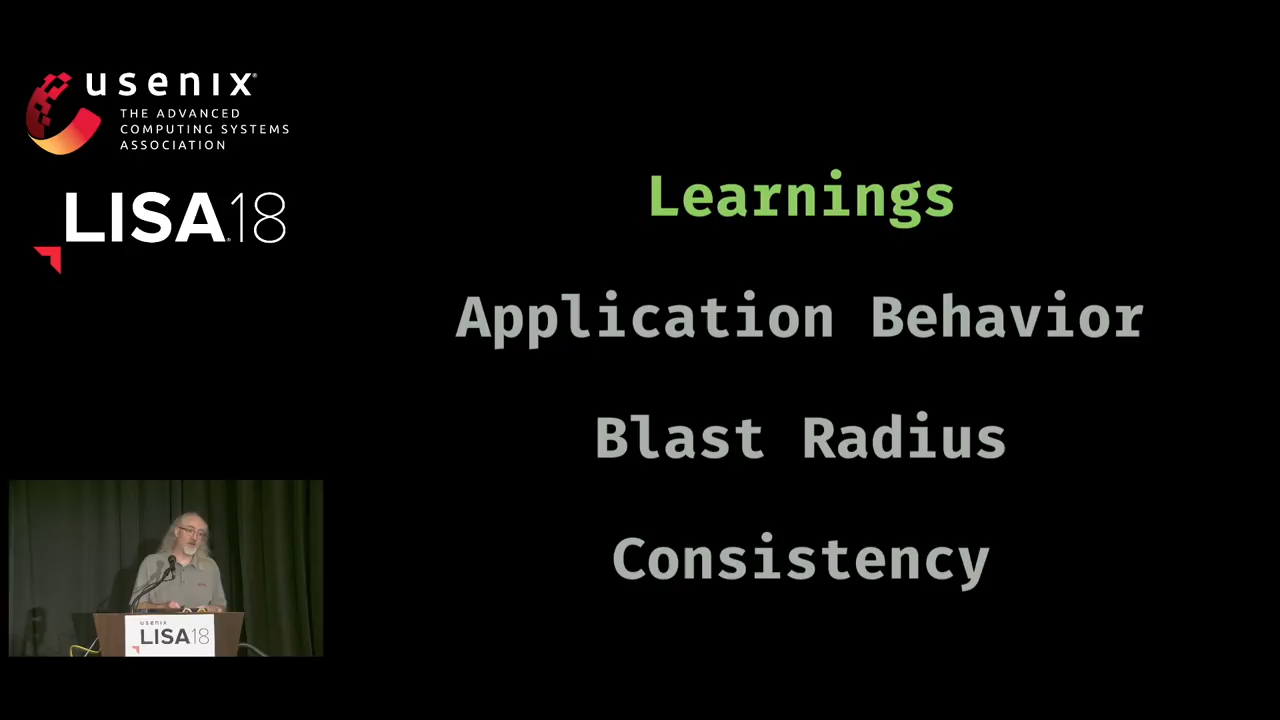 usenix®
THE ADVANCED
COMPUTING SYSTEMS
ASSOCIATION
LISA18
Learnings
Application Behavior
Blast Radius
Consistency
usenix
LISA18